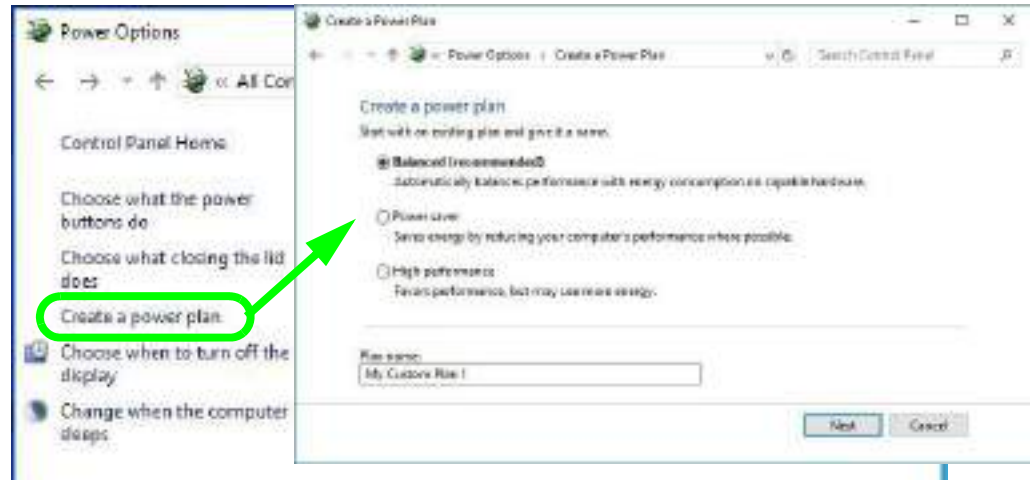 Power Options
« All Con
Control Panel Home
Choose what the power
buttons do
Choose what closing the lid
does
Create a power plan
Choose when to turn off the
display
Change when the computer
sleeps
Create a Power Plan
« Power Options › Create a Power Plan
Search Control Panel
Create a power plan
Start with an existing plan and give it a name.
Balanced (recommended)
Automatically balances performance with energy consumption on capable hardware.
Power saver
Saves energy by reducing your computer's performance where possible.
High performance
Favors performance, but may use more energy.
Plan name:
My Custom Plan 1
Next
Cancel